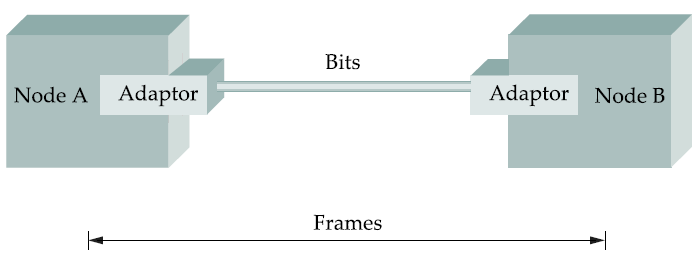 Bits
Node A
Adaptor
Adaptor
Node B
Frames